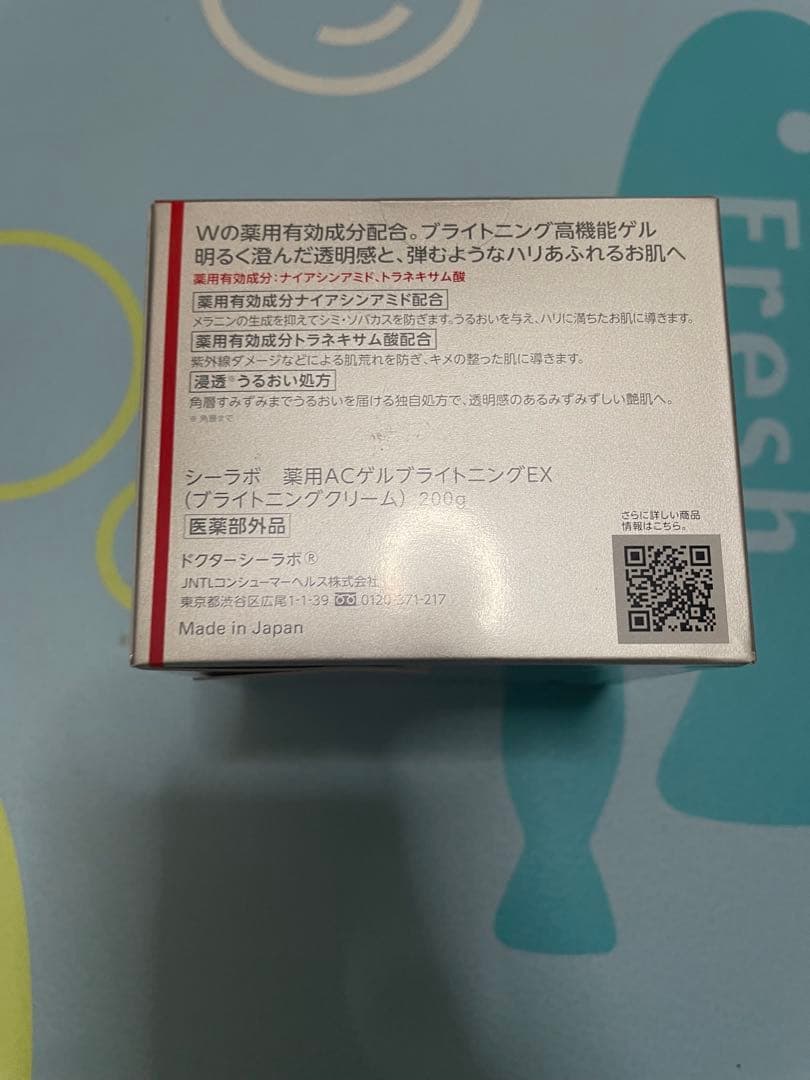 Wの薬用有効成分配合。ブライトニング高機能ゲル
明るく澄んだ透明感と、弾むようなハリあふれるお肌へ
薬用有効成分：ナイアシンアミド、トラネキサム酸
薬用有効成分ナイアシンアミド配合
メラニンの生成を抑えてシミ・ソバカスを防ぎます。うるおいを与え、ハリに満ちたお肌に導きます。
薬用有効成分トラネキサム酸配合
紫外線ダメージなどによる肌荒れを防ぎ、キメの整った肌に導きます。
浸透※うるおい処方
角層すみずみまでうるおいを届ける独自処方で、透明感のあるみずみずしい艶肌へ。
※角層まで
シーラボ 薬用ACゲルブライトニングEX
（ブライトニングクリーム） 200g
医薬部外品
さらに詳しい商品
情報はこちら。
ドクターシーラボ®
JNTLコンシューマーヘルス株式会社
東京都渋谷区広尾1-1-39 0120-371-217
Made in Japan
Fresh